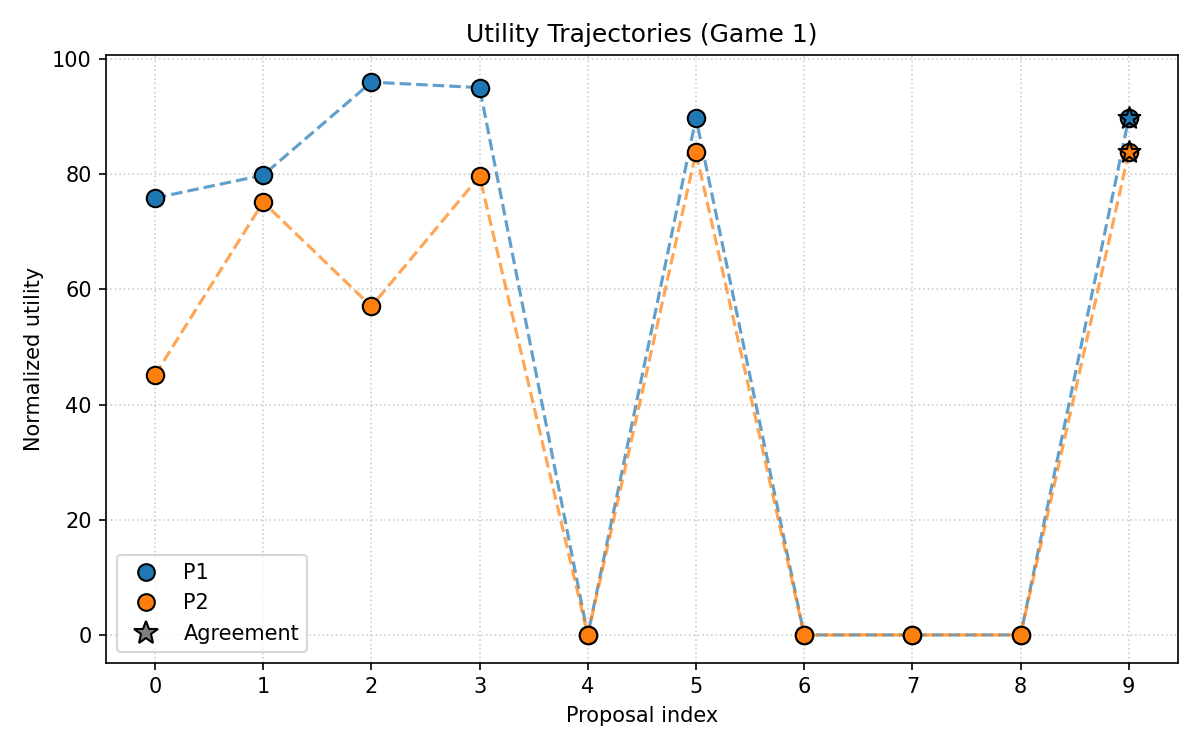 Utility Trajectories (Game 1)
Normalized utility
100
80
60
40
20
0
P1
P2
Agreement
0 1 2 3 4 5 6 7 8 9
Proposal index